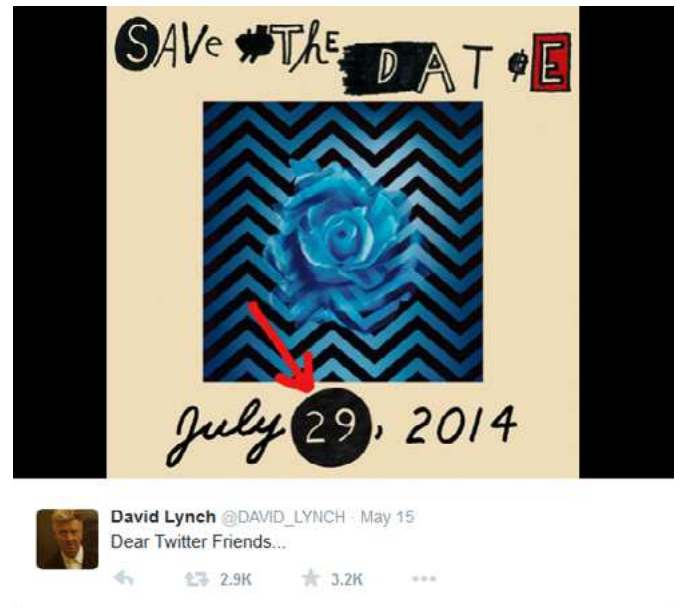 SAVe The DATE
July 29, 2014
David Lynch @DAVID_LYNCH · May 15
Dear Twitter Friends...
2.9K 3.2K